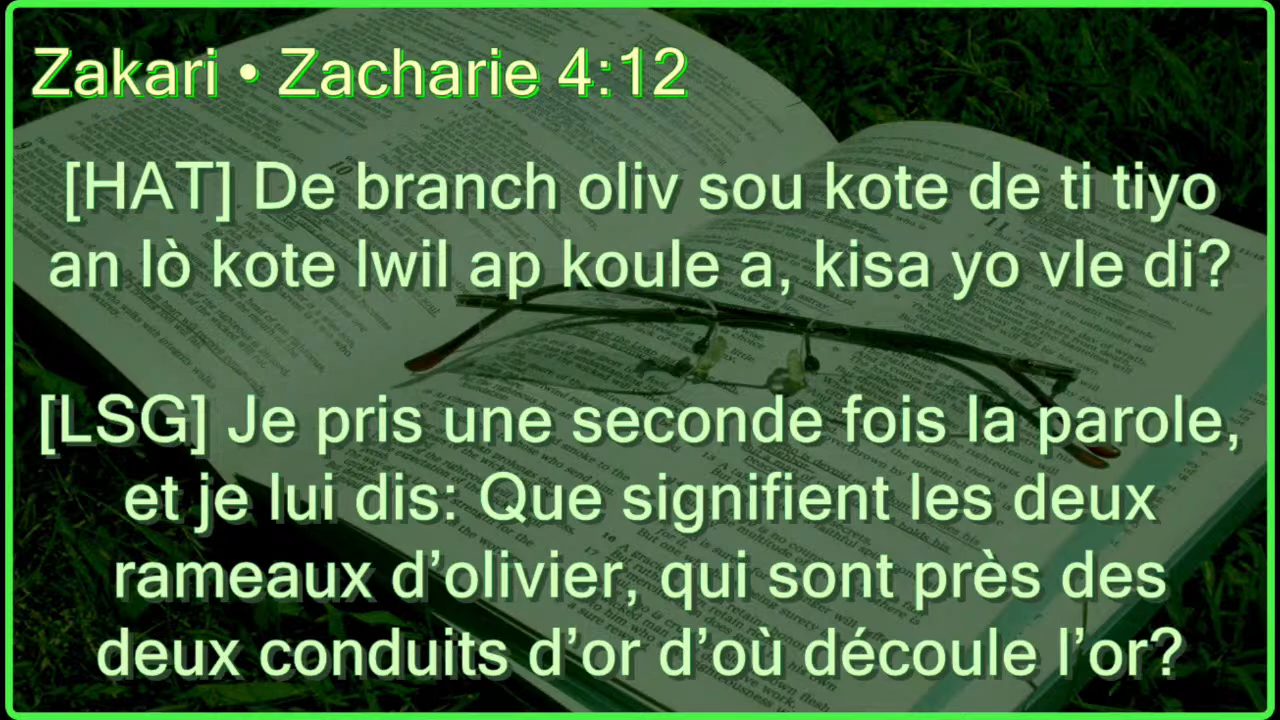 Zakari • Zacharie 4:12
[HAT] De branch oliv sou kote de ti tiyo
an lò kote lwil ap koule a, kisa yo vle di?
[LSG] Je pris une seconde fois la parole,
et je lui dis: Que signifient les deux
rameaux d’olivier, qui sont près des
deux conduits d’or d’où découle l’or?